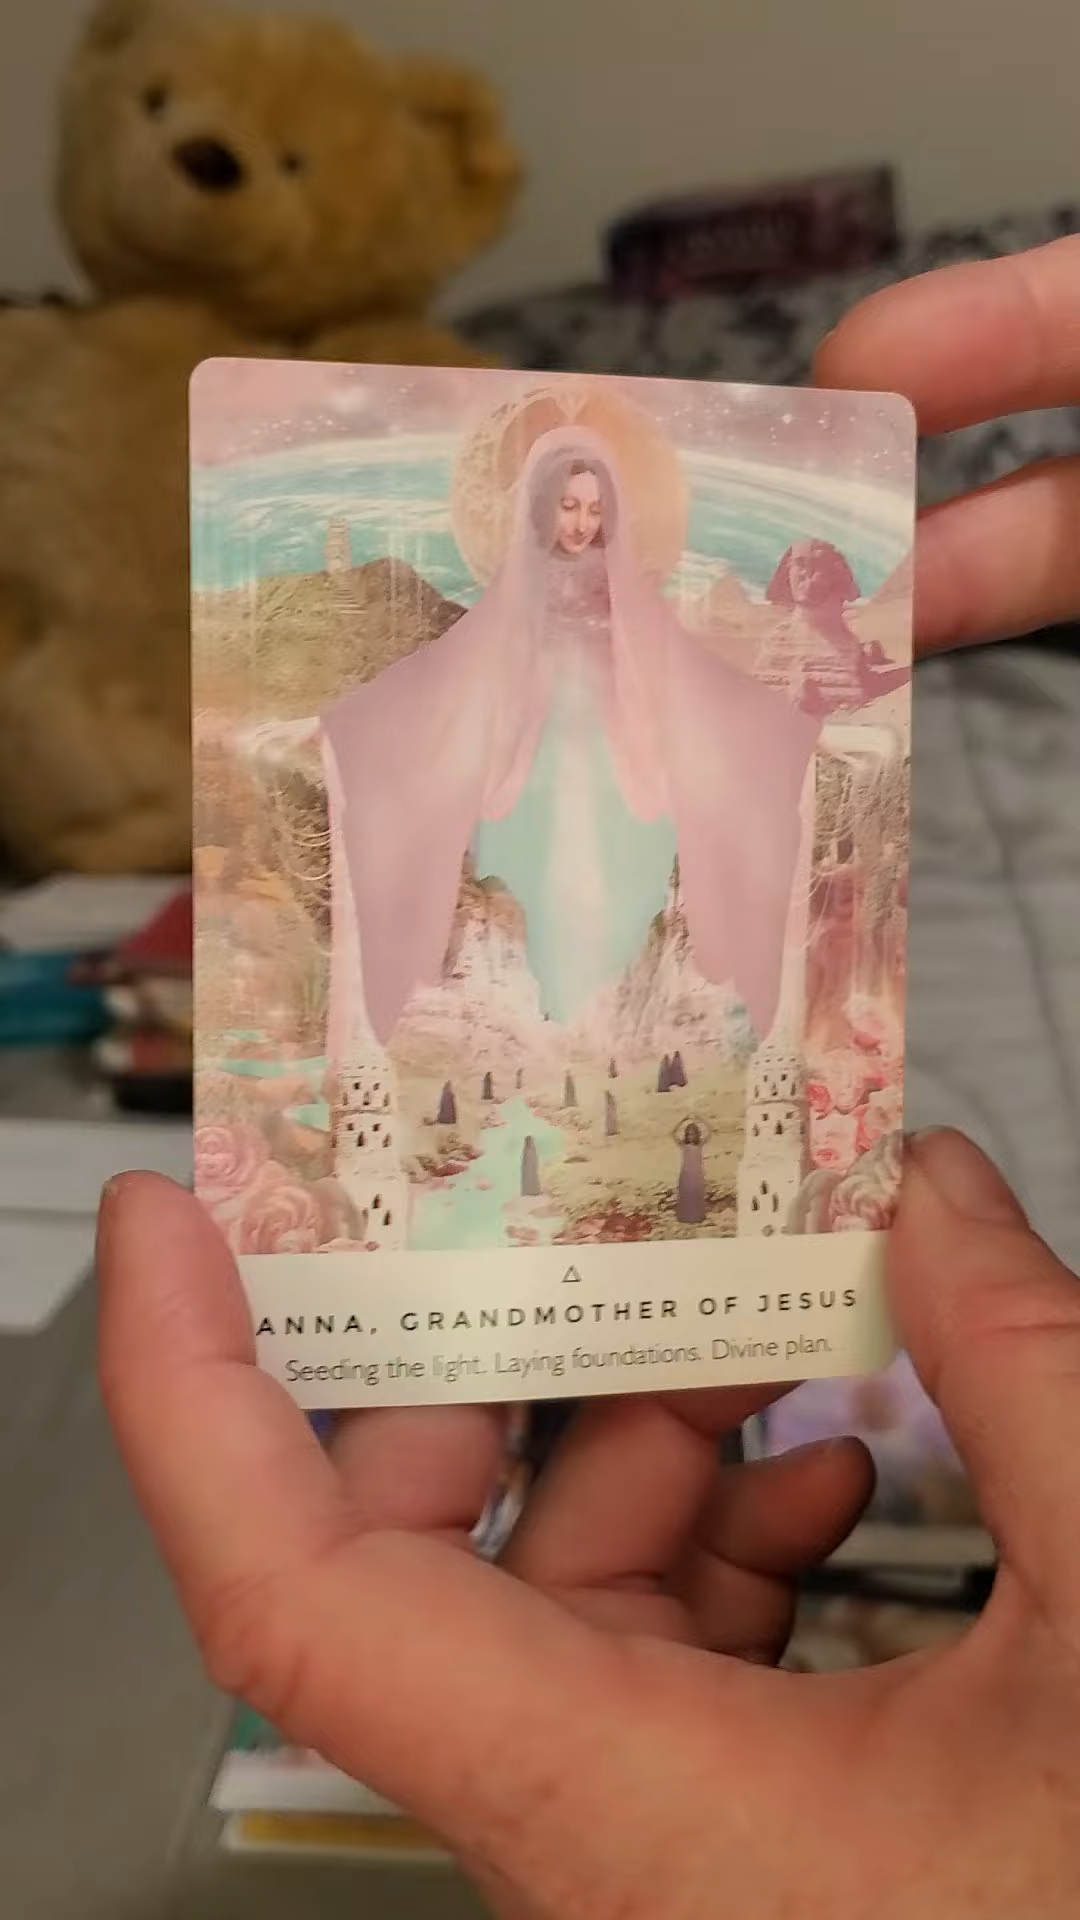 ANNA, GRANDMOTHER OF JESUS
Seeding the light. Laying foundations. Divine plan.